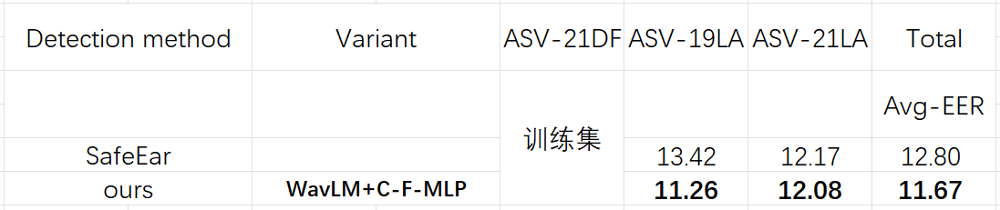 Detection method Variant ASV-21DF ASV-19LA ASV-21LA Total
Avg-EER
训练集
SafeEar 13.42 12.17 12.80
ours WavLM+C-F-MLP 11.26 12.08 11.67